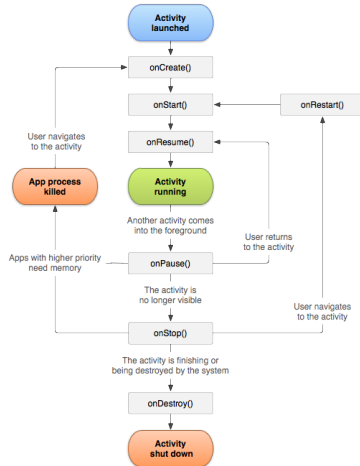 Activity
launched
onCreate()
onStart()
onRestart()
User navigates
to the activity
onResume()
App process
killed
Activity
running
Another activity comes
into the foreground
User returns
to the activity
Apps with higher priority
need memory
onPause()
The activity is
no longer visible
User navigates
to the activity
onStop()
The activity is finishing or
being destroyed by the system
onDestroy()
Activity
shut down